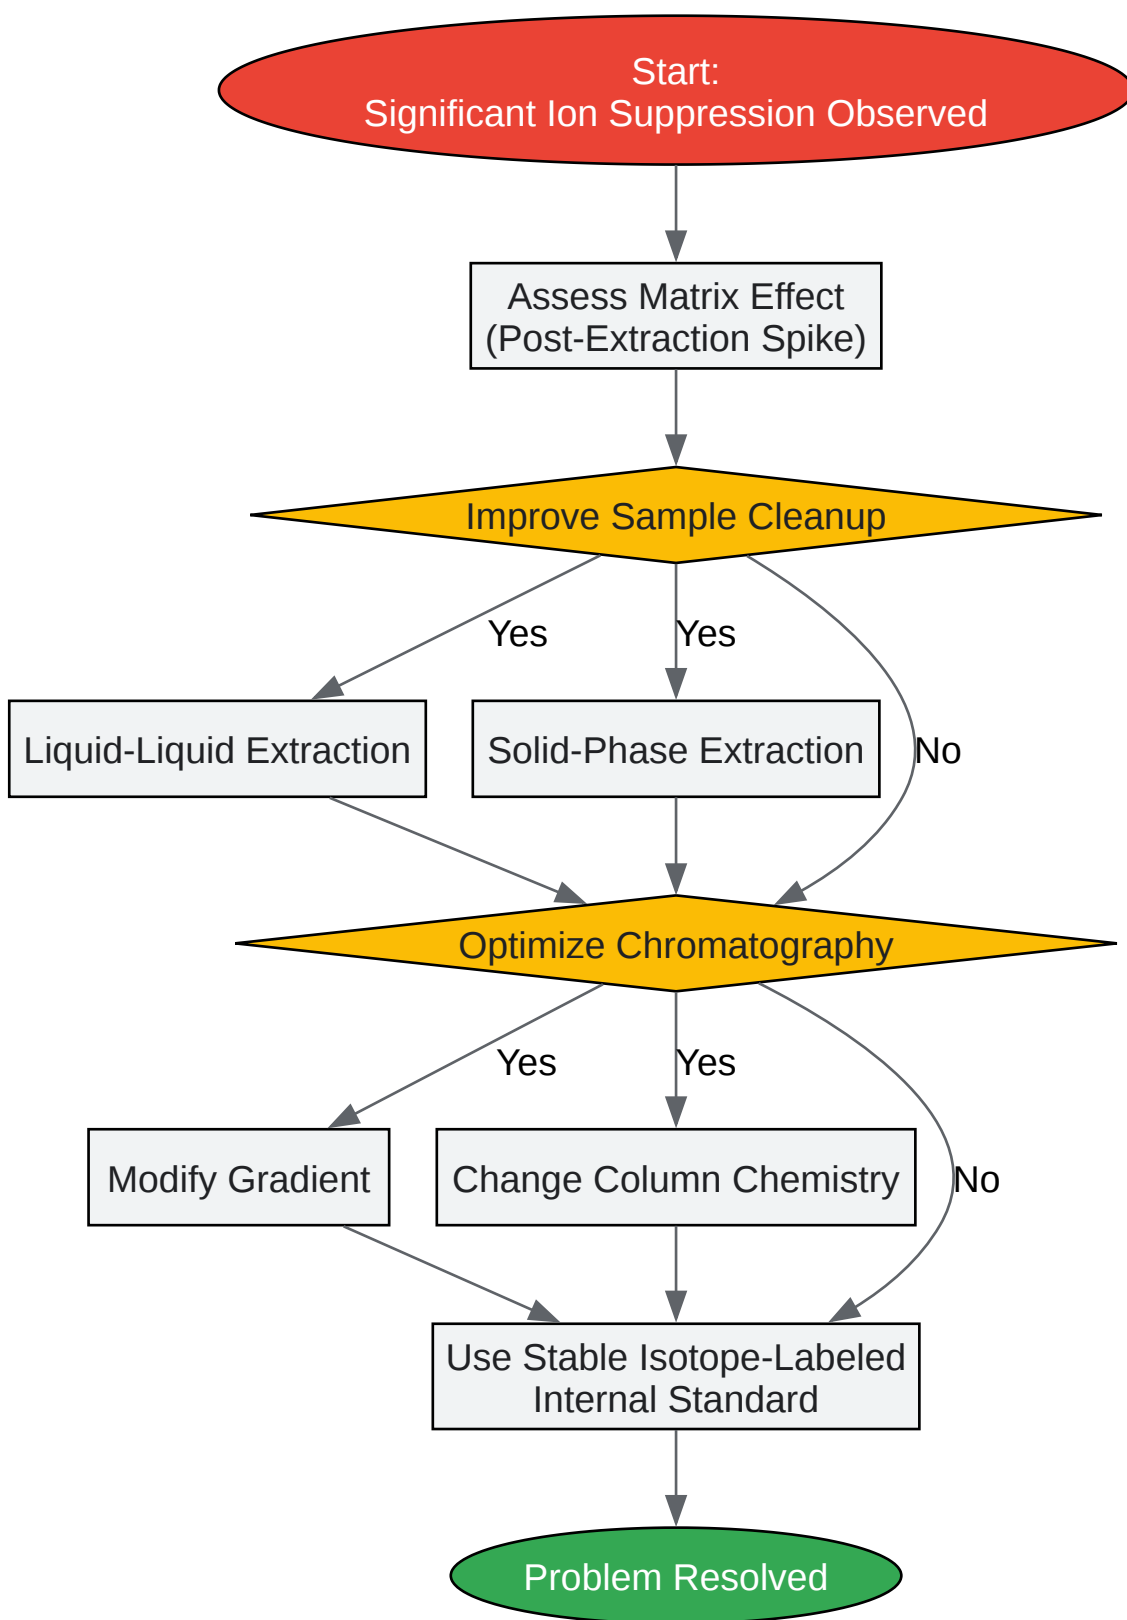 Start:
Significant Ion Suppression Observed
Assess Matrix Effect
(Post-Extraction Spike)
Improve Sample Cleanup
Yes
Yes
Liquid-Liquid Extraction
Solid-Phase Extraction
No
Optimize Chromatography
Yes
Yes
Modify Gradient
Change Column Chemistry
No
Use Stable Isotope-Labeled
Internal Standard
Problem Resolved